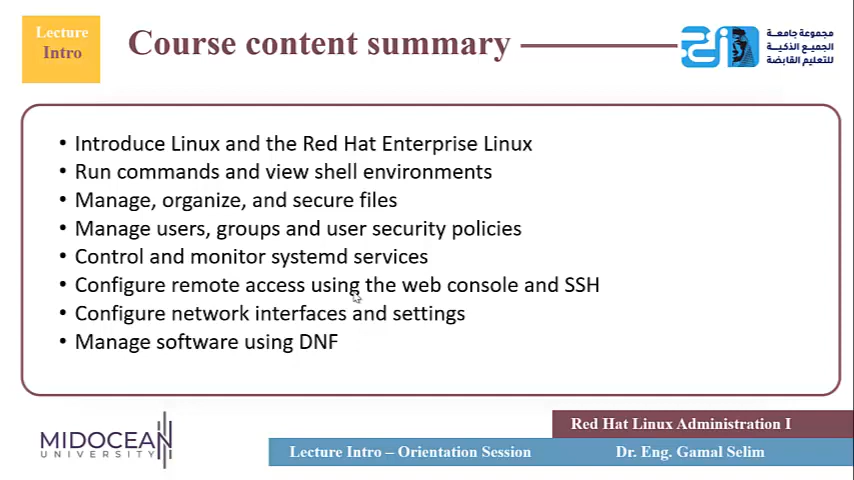 Lecture
Intro
Course content summary
مجموعة جامعة
الجميع الذكية
للتعليم القابضة
• Introduce Linux and the Red Hat Enterprise Linux
• Run commands and view shell environments
• Manage, organize, and secure files
• Manage users, groups and user security policies
• Control and monitor systemd services
• Configure remote access using the web console and SSH
• Configure network interfaces and settings
• Manage software using DNF
MIDOCEAN
UNIVERSITY
Red Hat Linux Administration I
Lecture Intro – Orientation Session
Dr. Eng. Gamal Selim